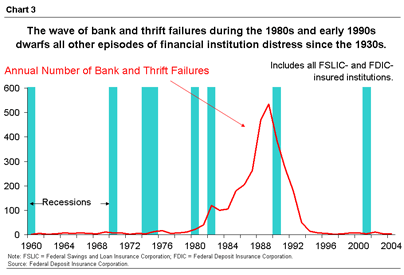 Chart 3
The wave of bank and thrift failures during the 1980s and early 1990s
dwarfs all other episodes of financial institution distress since the 1930s.
Annual Number of Bank and Thrift Failures
Includes all FSLIC- and FDIC-
insured institutions.
600
500
400
300
200
100
0
Recessions
1960 1964 1968 1972 1976 1980 1984 1988 1992 1996 2000 2004
Note: FSLIC = Federal Savings and Loan Insurance Corporation; FDIC = Federal Deposit Insurance Corporation.
Source: Federal Deposit Insurance Corporation.